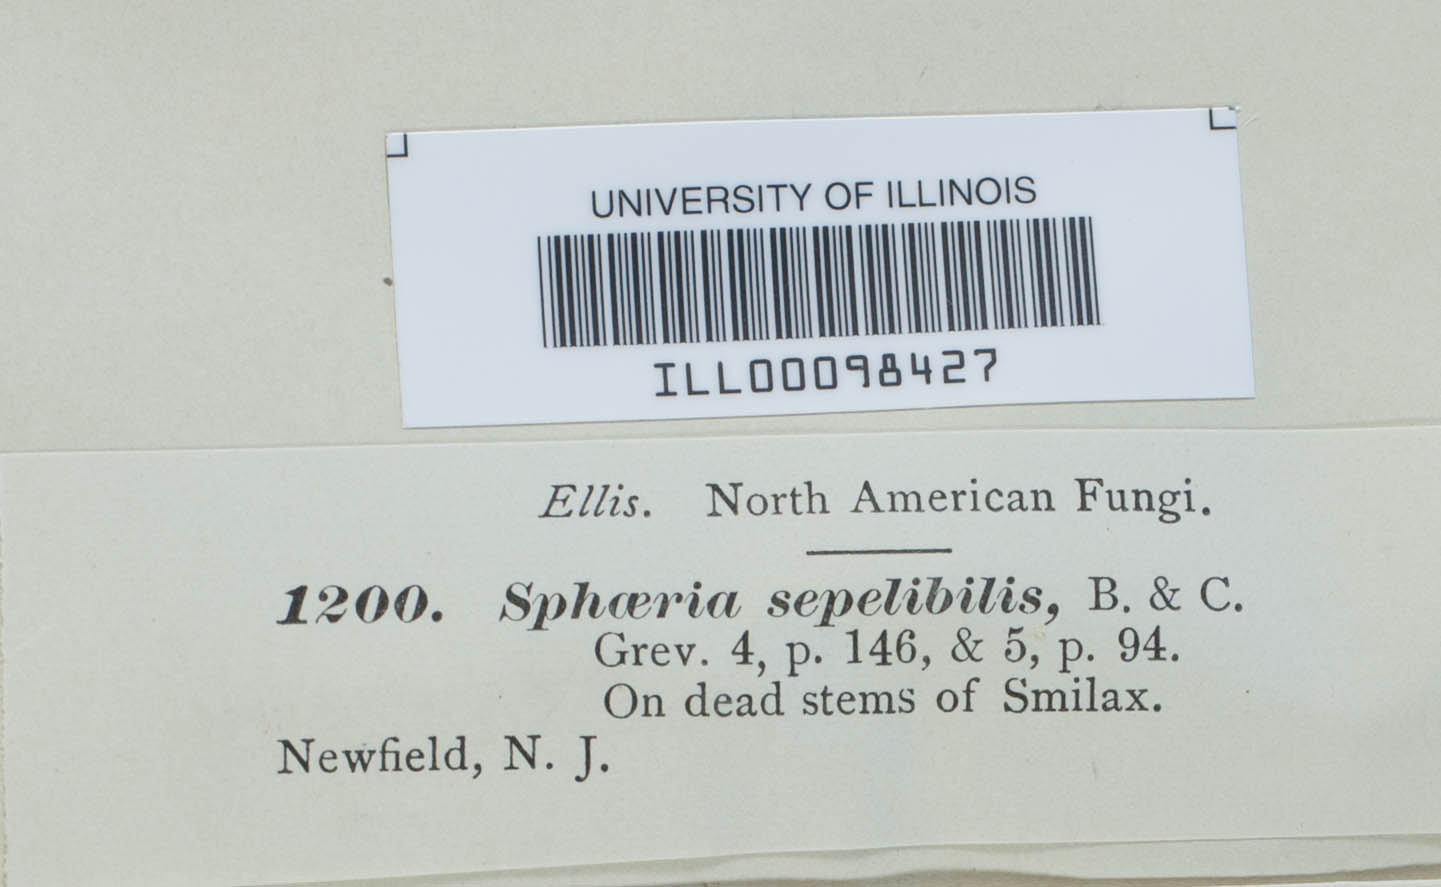 UNIVERSITY OF ILLINOIS
ILL00098427
Ellis. North American Fungi.
1200. Sphæria sepelibilis, B. & C.
Grev. 4, p. 146, & 5, p. 94.
On dead stems of Smilax.
Newfield, N. J.